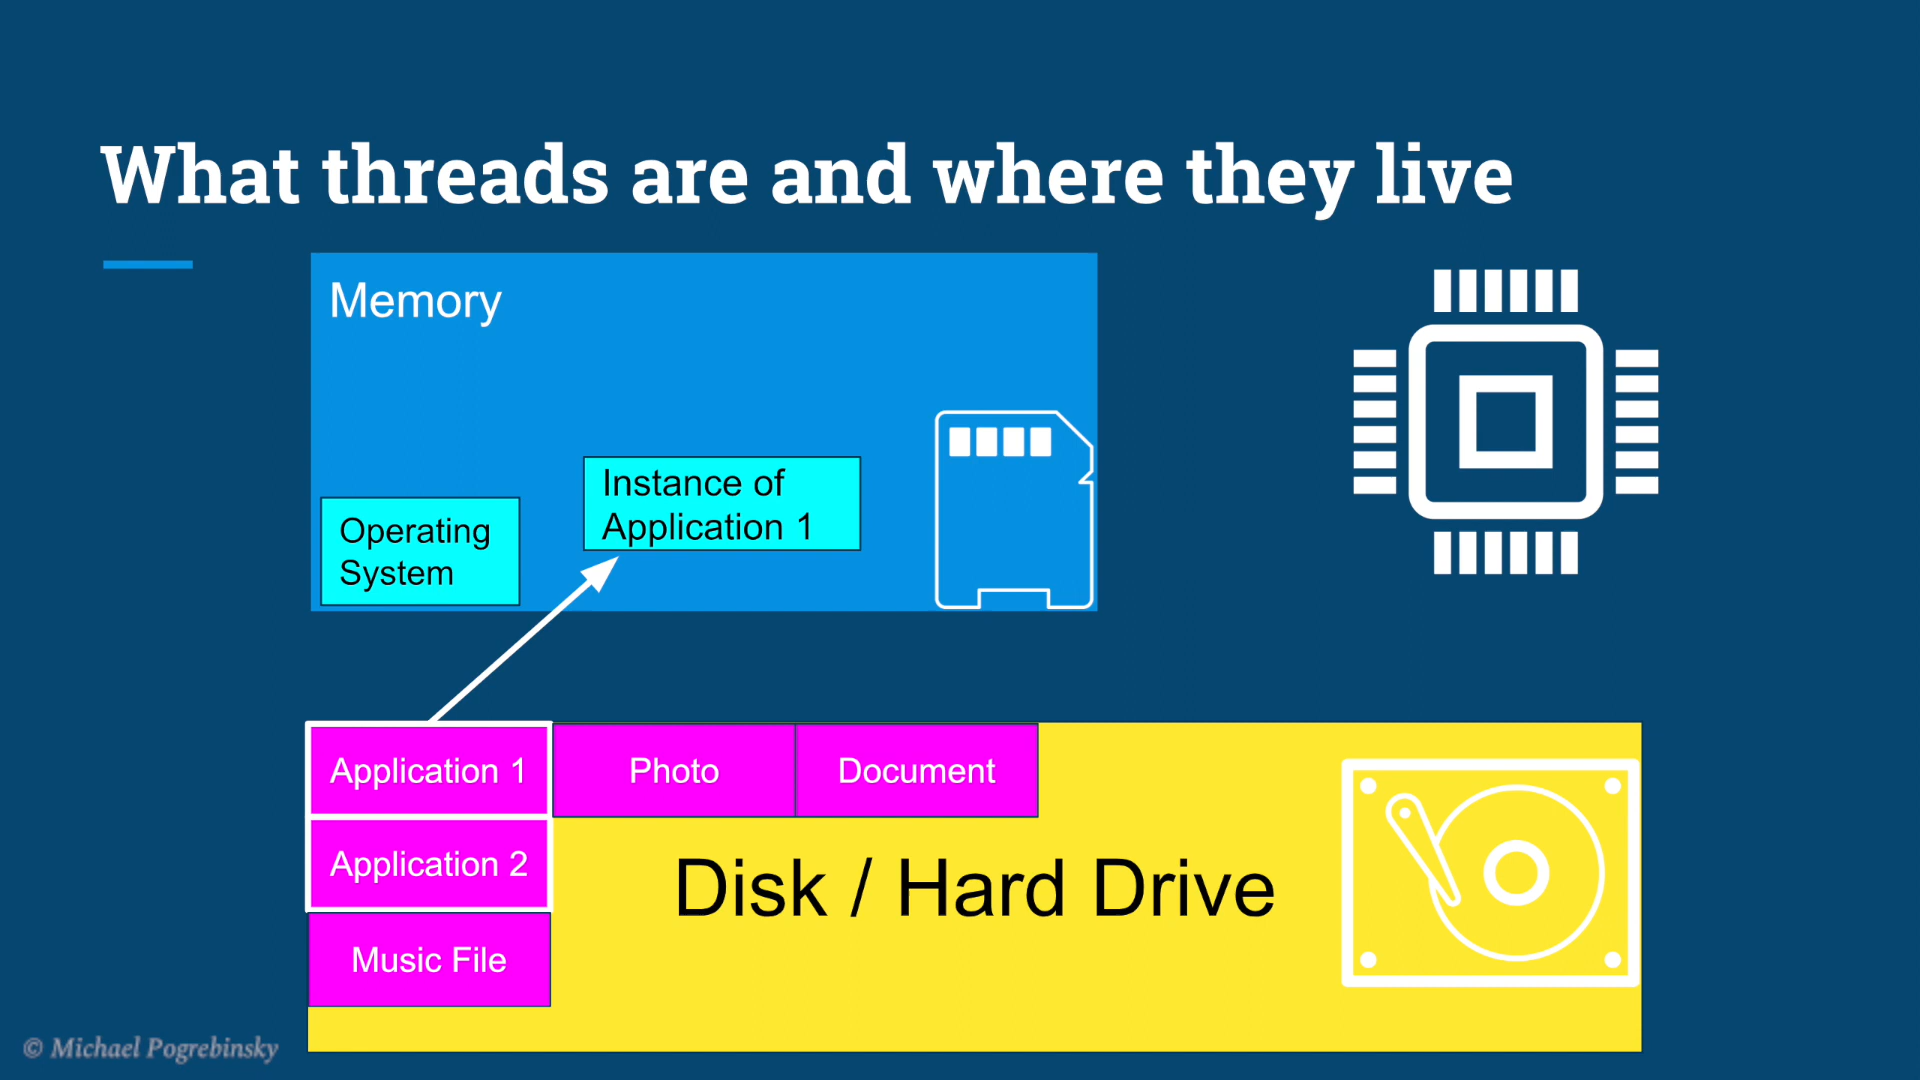 What threads are and where they live
Memory
Instance of
Application 1
Operating
System
Application 1
Photo
Document
Application 2
Disk / Hard Drive
Music File
© Michael Pogrebinsky